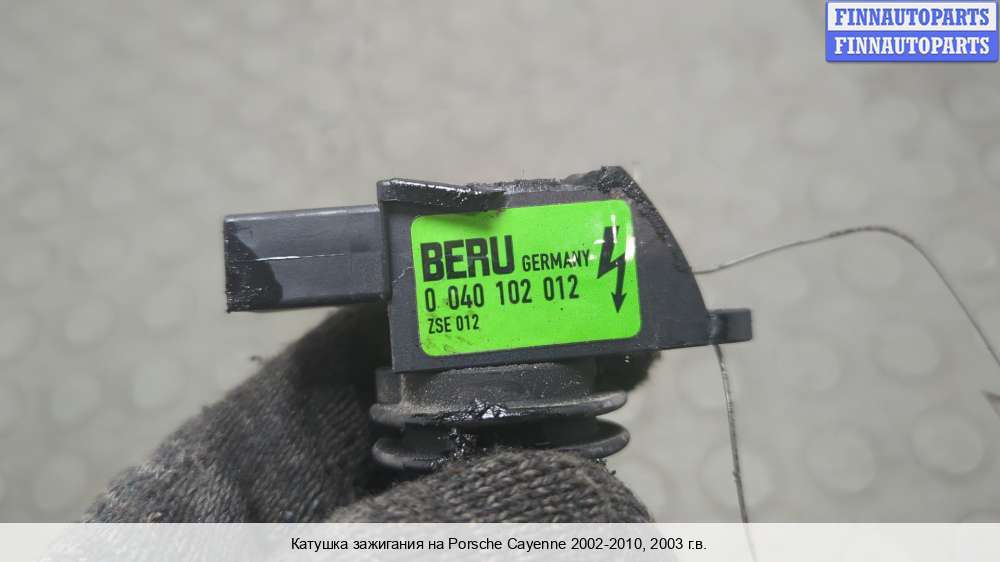 FINNAUTOPARTS
FINNAUTOPARTS
BERU GERMANY
0 040 102 012
ZSE 012
Катушка зажигания на Porsche Cayenne 2002-2010, 2003 г.в.